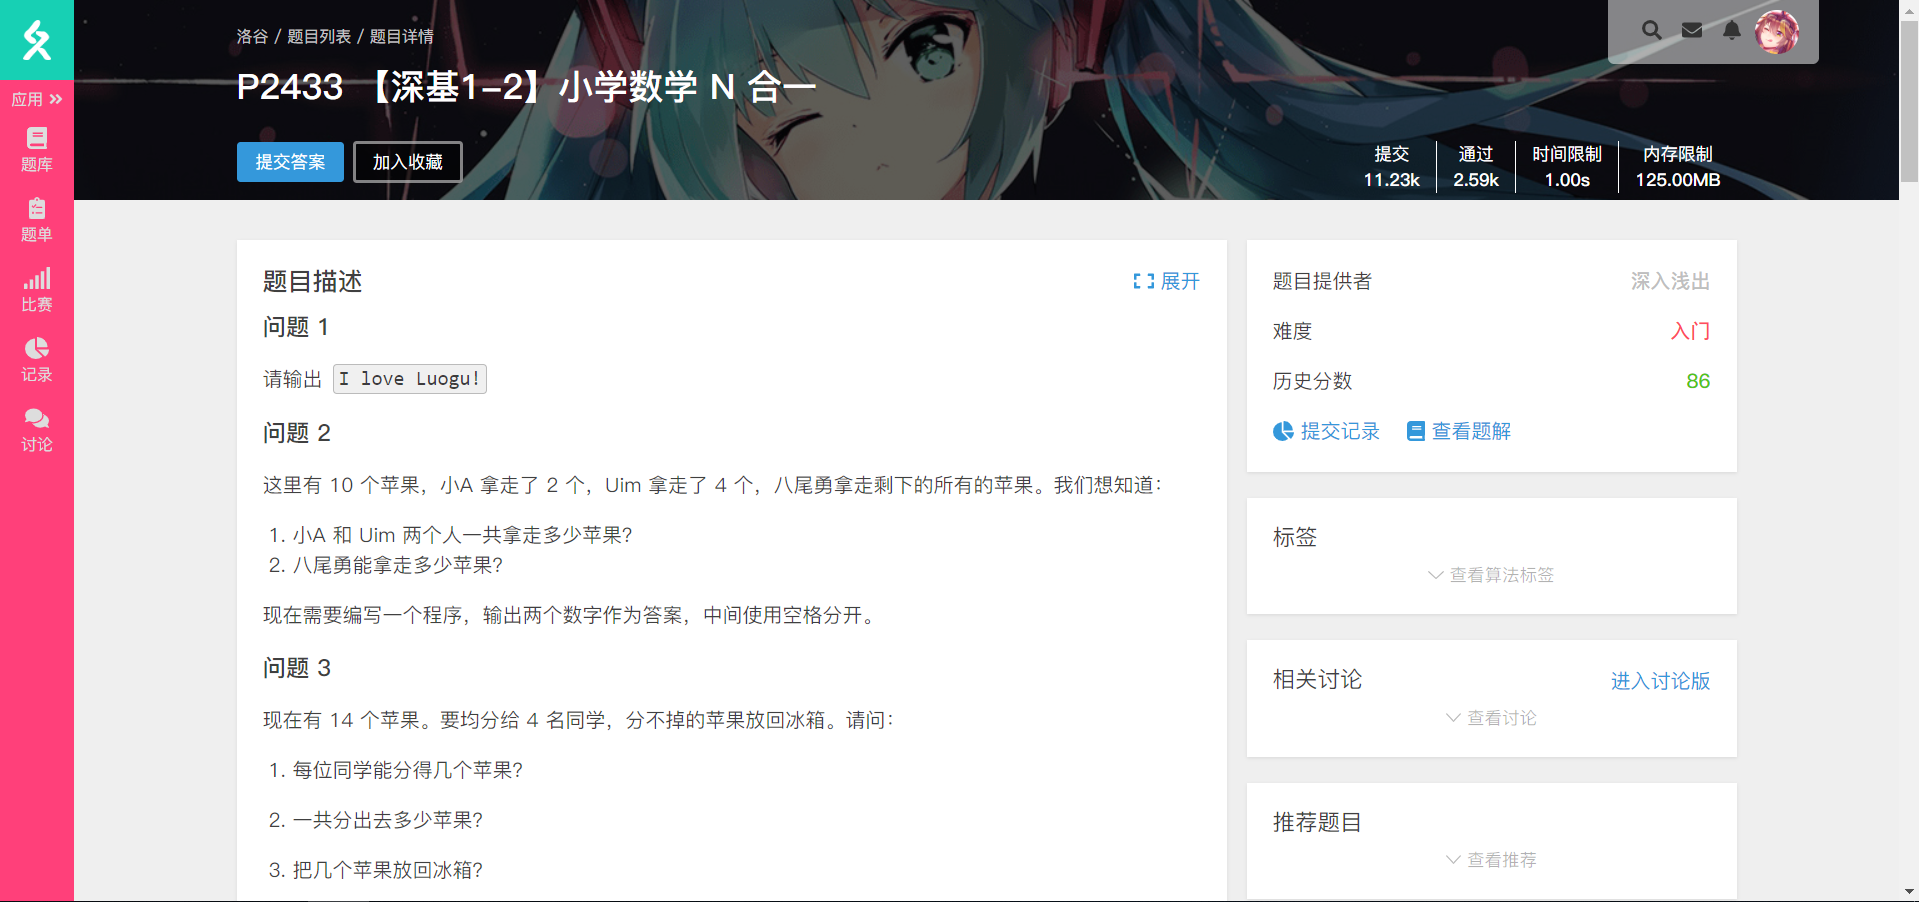 洛谷 / 题目列表 / 题目详情
P2433 【深基1-2】小学数学 N 合一
提交答案
加入收藏
提交
11.23k
通过
2.59k
时间限制
1.00s
内存限制
125.00MB
应用
题库
题单
比赛
记录
讨论
题目描述
展开
问题 1
请输出 I love Luogu!
问题 2
这里有 10 个苹果，小A 拿走了 2 个，Uim 拿走了 4 个，八尾勇拿走剩下的所有的苹果。我们想知道：
1. 小A 和 Uim 两个人一共拿走多少苹果？
2. 八尾勇能拿走多少苹果？
现在需要编写一个程序，输出两个数字作为答案，中间使用空格分开。
问题 3
现在有 14 个苹果。要均分给 4 名同学，分不掉的苹果放回冰箱。请问：
1. 每位同学能分得几个苹果？
2. 一共分出去多少苹果？
3. 把几个苹果放回冰箱？
题目提供者
深入浅出
难度
入门
历史分数
86
提交记录
查看题解
标签
查看算法标签
相关讨论
进入讨论版
查看讨论
推荐题目
查看推荐